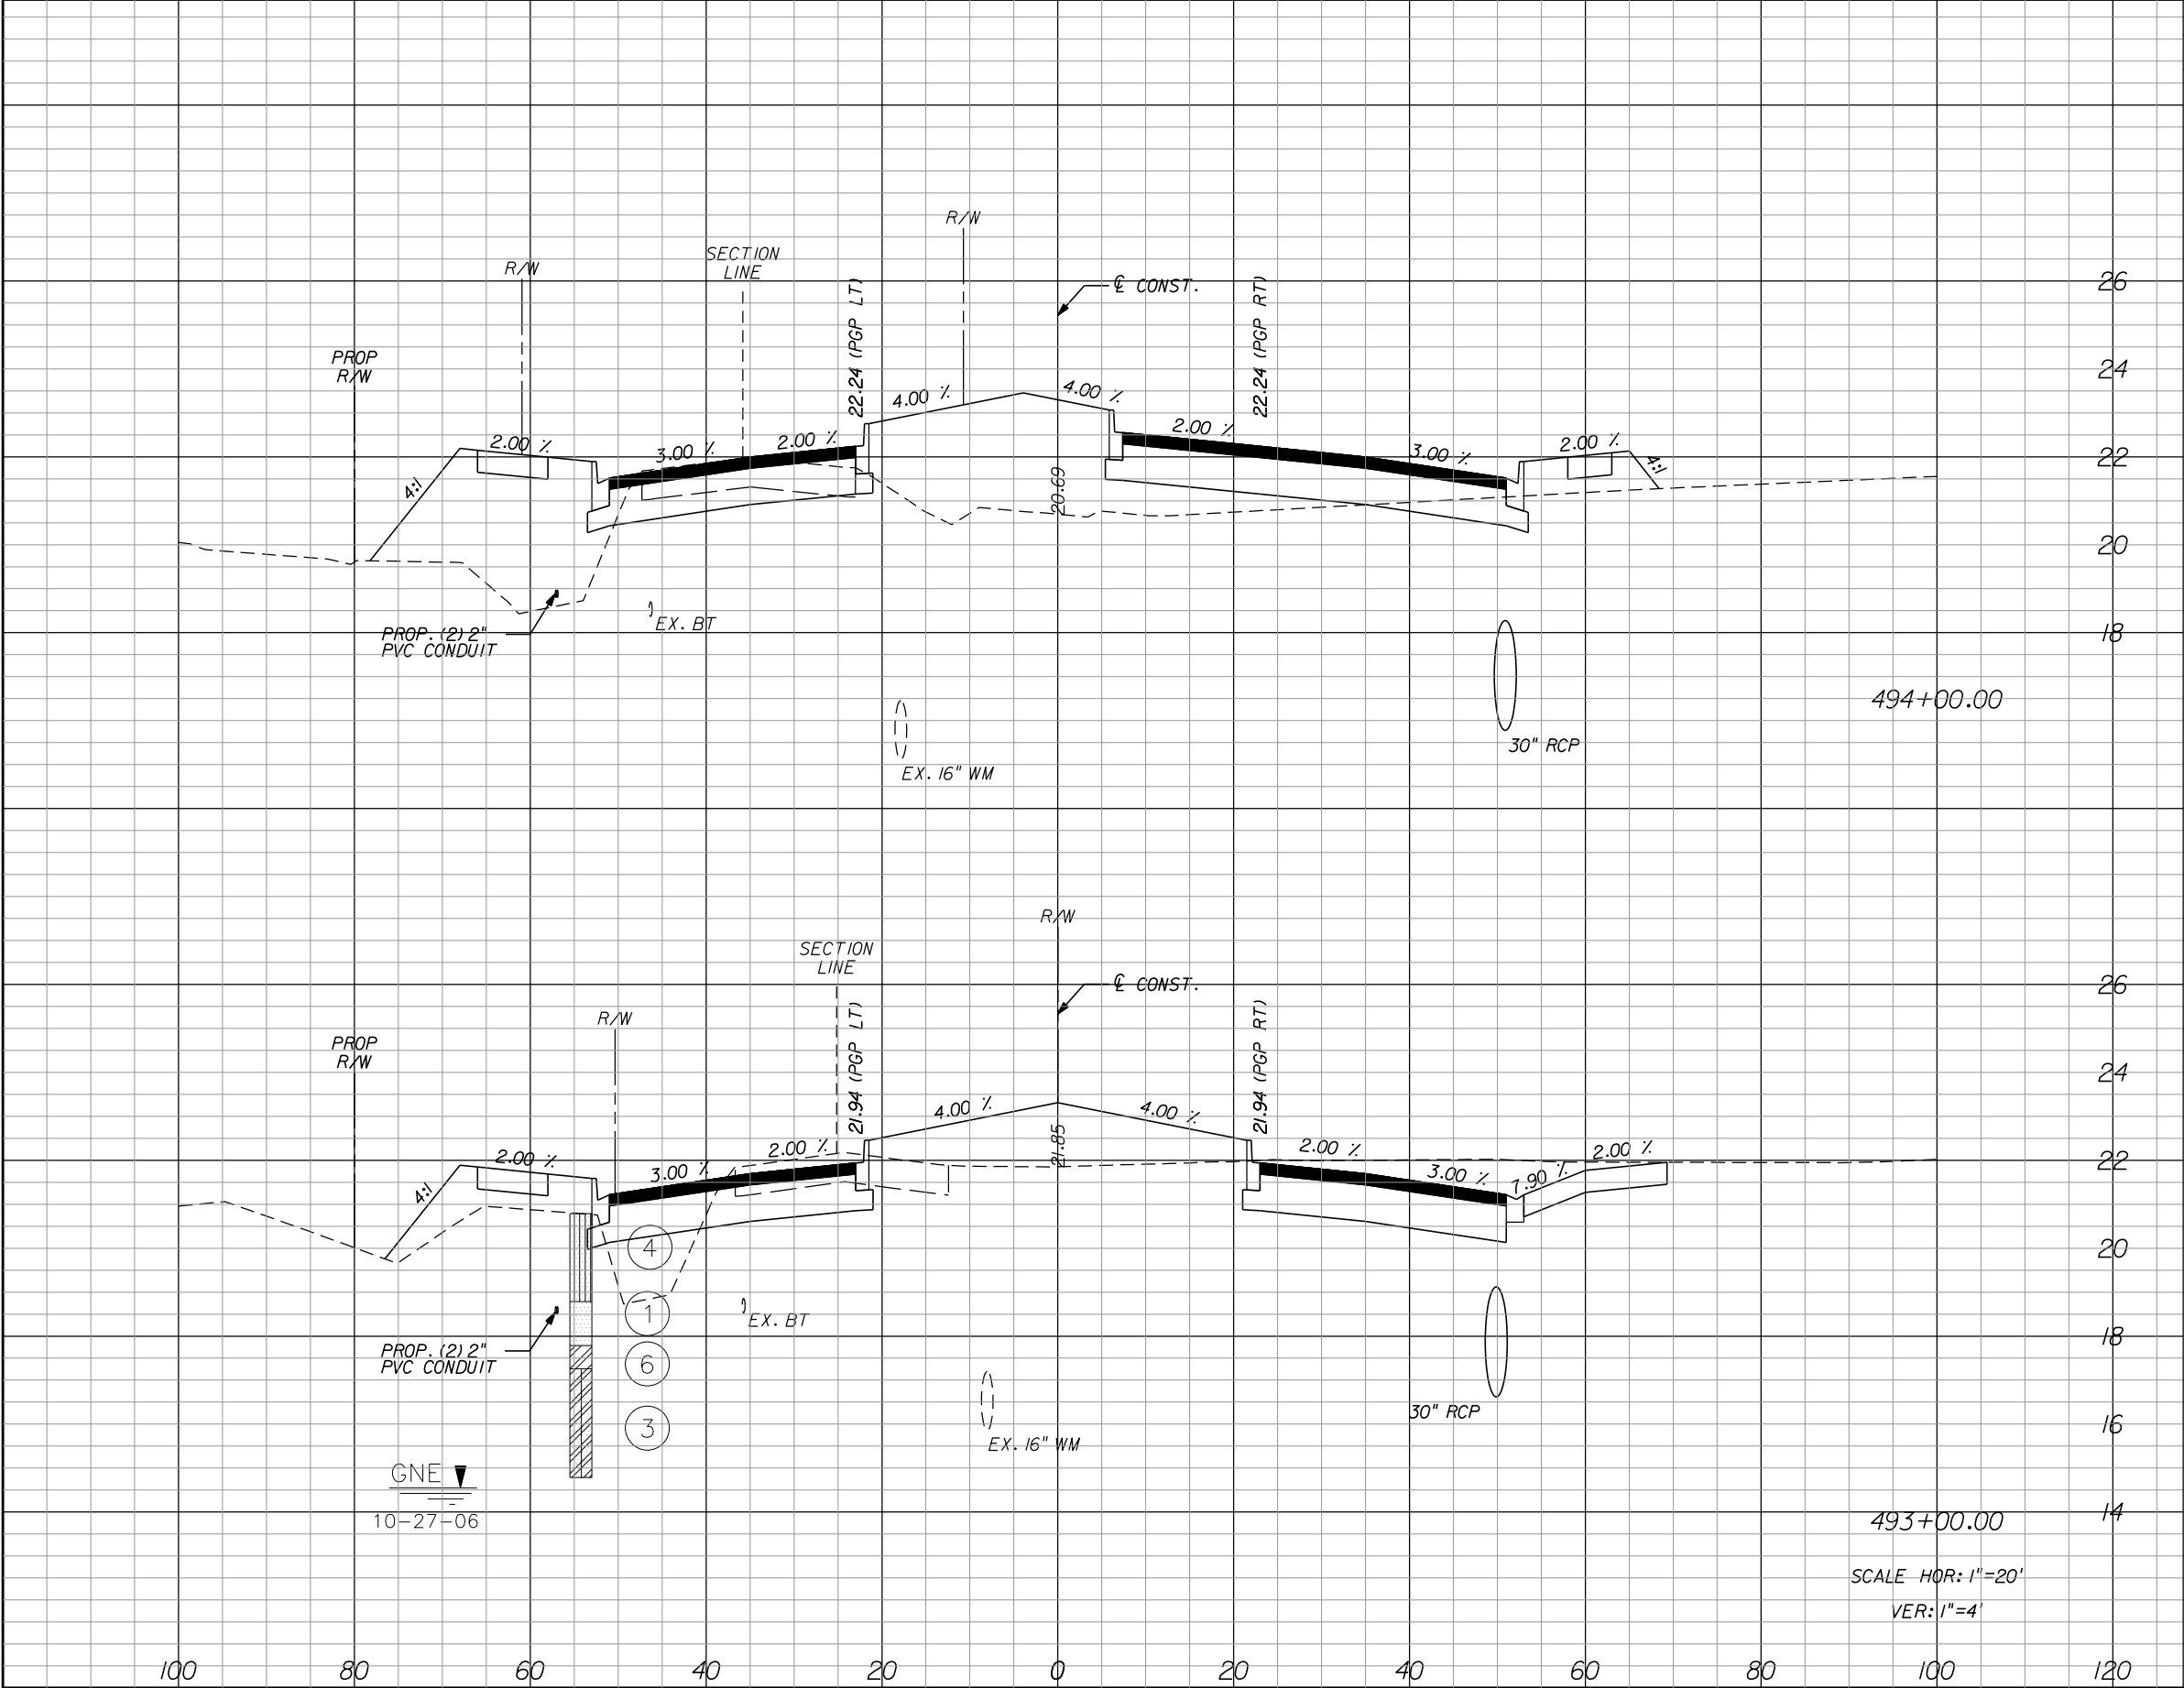 R/W
SECTION
LINE
R/W
℄ CONST.
22.24 (PGP LT)
22.24 (PGP RT)
26
PROP
R/W
24
4.00 %
4.00 %
2.00 %
3.00 %
2.00 %
2.00 %
3.00 %
2.00 %
4:1
4:1
22
20.69
20
PROP. (2) 2"
PVC CONDUIT
EX. BT
18
494+00.00
30" RCP
EX. 16" WM
R/W
SECTION
LINE
℄ CONST.
26
R/W
21.94 (PGP LT)
21.94 (PGP RT)
PROP
R/W
24
4.00 %
4.00 %
2.00 %
3.00 %
2.00 %
2.00 %
3.00 %
7.90 %
2.00 %
4:1
21.85
22
4
20
1
EX. BT
18
PROP. (2) 2"
PVC CONDUIT
6
3
30" RCP
16
EX. 16" WM
GNE
10-27-06
14
493+00.00
SCALE HOR: 1"=20'
VER: 1"=4'
100 80 60 40 20 0 20 40 60 80 100 120